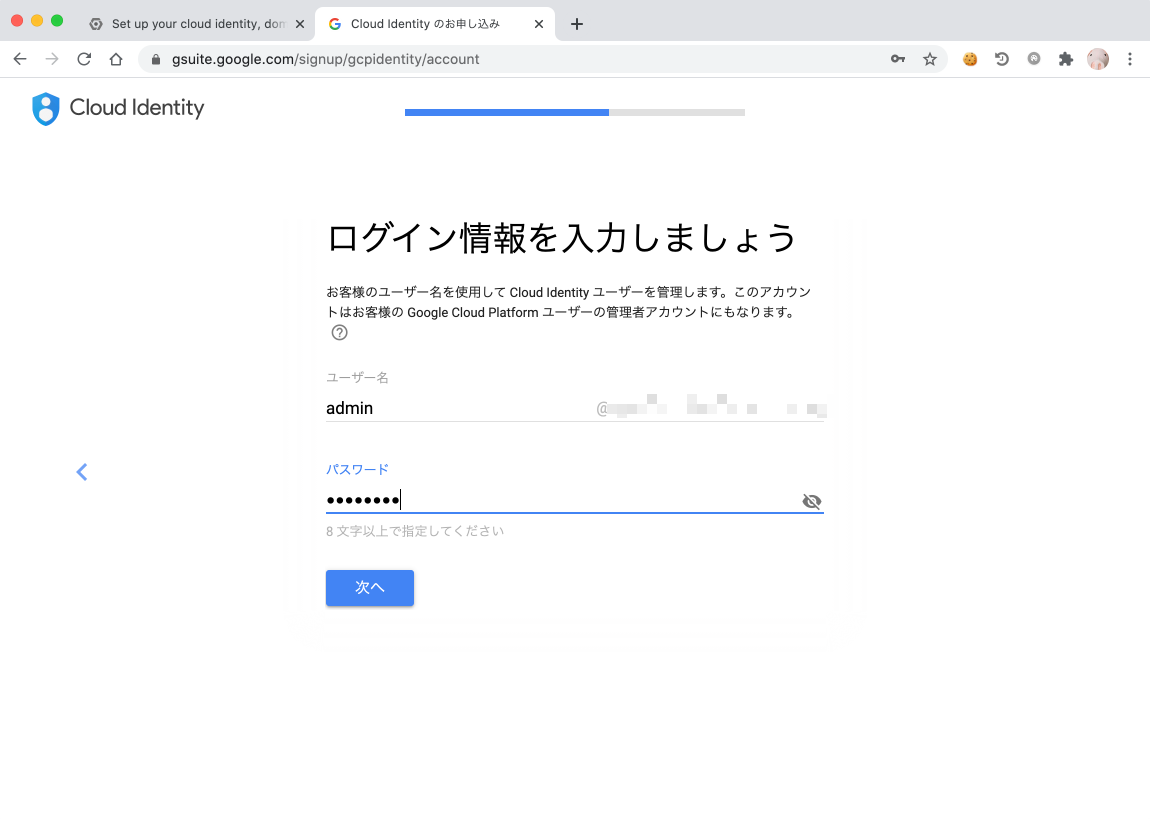 Set up your cloud identity, dom
Cloud Identity のお申し込み
gsuite.google.com/signup/gcpidentity/account
Cloud Identity
ログイン情報を入力しましょう
お客様のユーザー名を使用して Cloud Identity ユーザーを管理します。このアカウン
トはお客様の Google Cloud Platform ユーザーの管理者アカウントにもなります。
ユーザー名
admin @
パスワード
••••••••
8 文字以上で指定してください
次へ